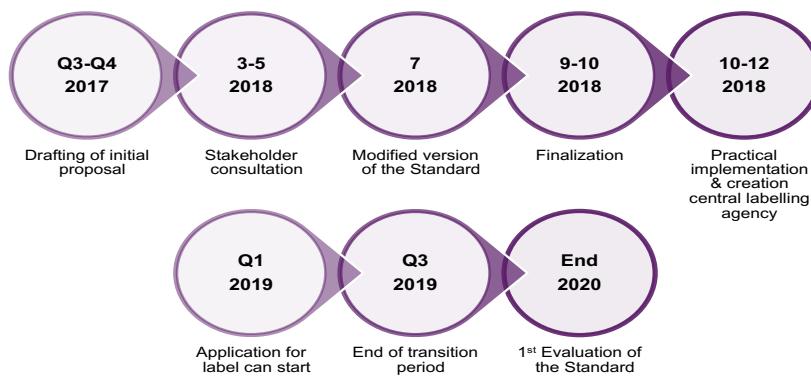 Q3-Q4
2017
3-5
2018
7
2018
9-10
2018
10-12
2018
Drafting of initial
proposal
Stakeholder
consultation
Modified version
of the Standard
Finalization
Practical
implementation
& creation
central labelling
agency
Q1
2019
Q3
2019
End
2020
Application for
label can start
End of transition
period
1st Evaluation of
the Standard